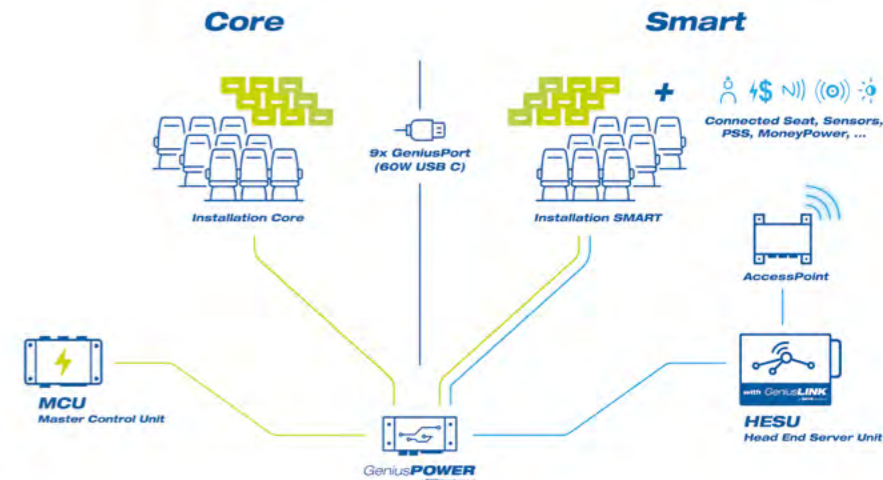 Core
Smart
9x GeniusPort
(60W USB C)
Installation Core
Installation SMART
+
$
Connected Seat, Sensors,
PSS, MoneyPower, ...
AccessPoint
MCU
Master Control Unit
with GeniusLINK
HESU
Head End Server Unit
GeniusPOWER